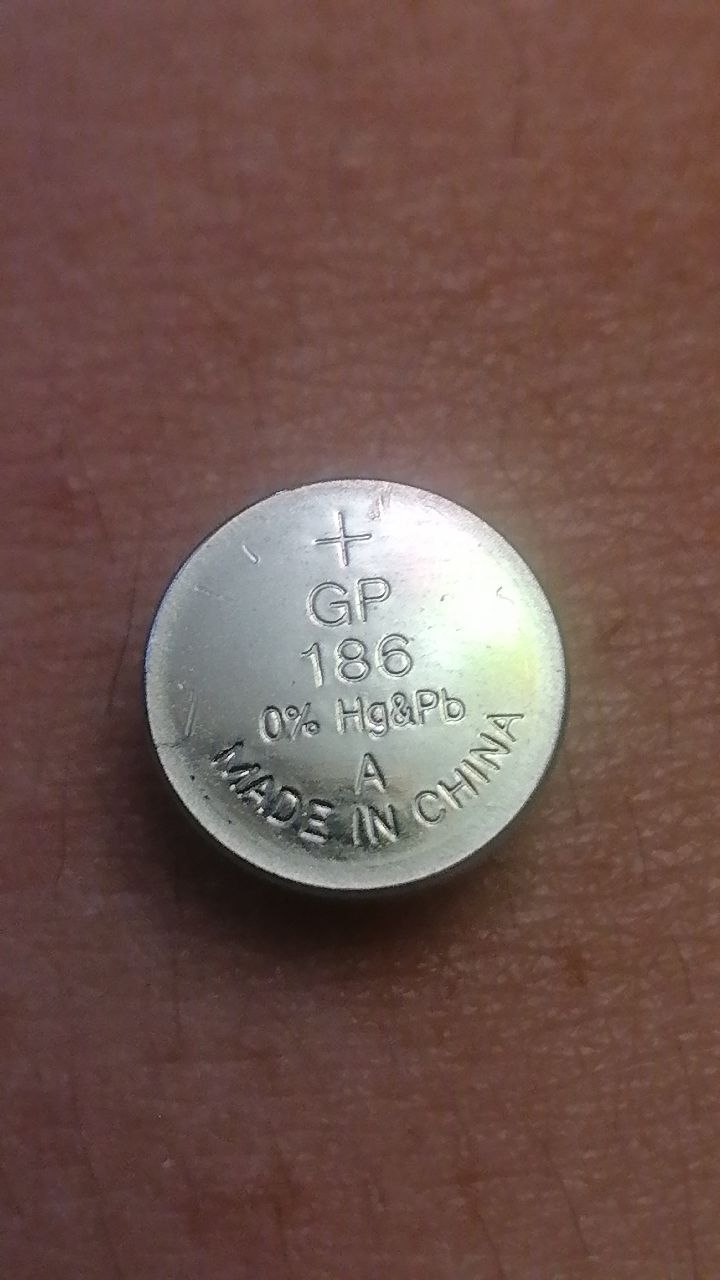 +
GP
186
0% Hg&Pb
A
MADE IN CHINA